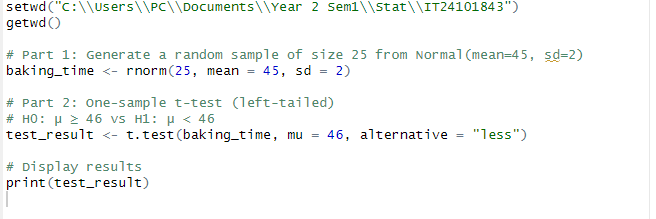 setwd("C:\\Users\\PC\\Documents\\Year 2 Sem1\\Stat\\IT24101843")
getwd()
# Part 1: Generate a random sample of size 25 from Normal(mean=45, sd=2)
baking_time <- rnorm(25, mean = 45, sd = 2)
# Part 2: One-sample t-test (left-tailed)
# H0: μ ≥ 46 vs H1: μ < 46
test_result <- t.test(baking_time, mu = 46, alternative = "less")
# Display results
print(test_result)